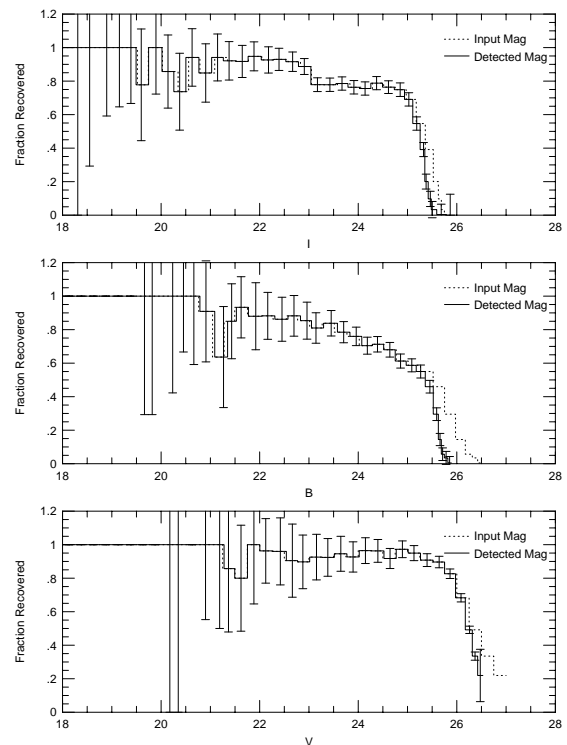 1.2
1
.8
.6
.4
.2
0
Fraction Recovered
Input Mag
Detected Mag
18 20 22 24 26 28
I
1.2
1
.8
.6
.4
.2
0
Fraction Recovered
Input Mag
Detected Mag
18 20 22 24 26 28
B
1.2
1
.8
.6
.4
.2
0
Fraction Recovered
Input Mag
Detected Mag
18 20 22 24 26 28
V